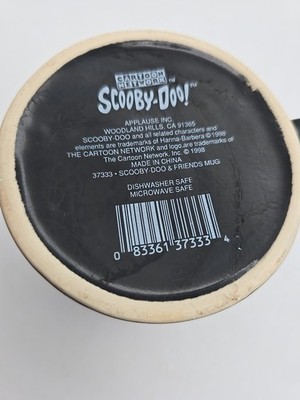 CARTOON
NETWORK™
SCOOBY-DOO!™
APPLAUSE INC.
WOODLAND HILLS, CA 91365
SCOOBY-DOO and all related characters and
elements are trademarks of Hanna-Barbera ©1998
THE CARTOON NETWORK and logo are trademarks of
The Cartoon Network, Inc. © 1998
MADE IN CHINA
37333 • SCOOBY-DOO & FRIENDS MUG
DISHWASHER SAFE
MICROWAVE SAFE
0 83361 37333 4